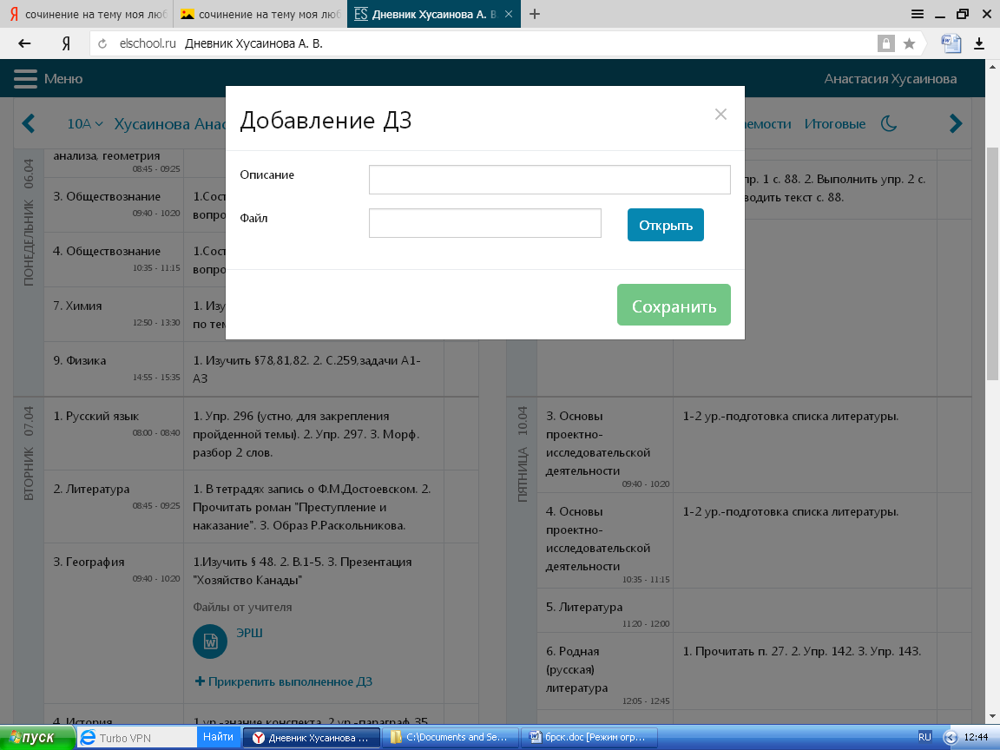 сочинение на тему моя люб
сочинение на тему моя люб
ES Дневник Хусаинова А. В
elschool.ru Дневник Хусаинова А. В.
Меню
Анастасия Хусаинова
10А
Хусаинова Анас
аемости
Итоговые
Добавление ДЗ
Описание
Файл
Открыть
Сохранить
ПОНЕДЕЛЬНИК 06.04
анализа, геометрия
08:45 - 09:25
3. Обществознание
09:40 - 10:20
1.Сост
вопро
4. Обществознание
10:35 - 11:15
1.Сост
вопро
7. Химия
12:50 - 13:30
1. Изу
по тем
9. Физика
14:55 - 15:35
1. Изучить §78,81,82. 2. С.259,задачи А1-
А3
ВТОРНИК 07.04
1. Русский язык
08:00 - 08:40
1. Упр. 296 (устно, для закрепления
пройденной темы). 2. Упр. 297. 3. Морф.
разбор 2 слов.
2. Литература
08:45 - 09:25
1. В тетрадях запись о Ф.М.Достоевском. 2.
Прочитать роман "Преступление и
наказание". 3. Образ Р.Раскольникова.
3. География
09:40 - 10:20
1.Изучить § 48. 2. В.1-5. 3. Презентация
"Хозяйство Канады"
Файлы от учителя
ЭРШ
Прикрепить выполненное ДЗ
4. История
1 ур.-знание конспекта. 2 ур.-параграф 35
пр. 1 с. 88. 2. Выполнить упр. 2 с.
водить текст с. 88.
ПЯТНИЦА 10.04
3. Основы
проектно-
исследовательской
деятельности
09:40 - 10:20
1-2 ур.-подготовка списка литературы.
4. Основы
проектно-
исследовательской
деятельности
10:35 - 11:15
1-2 ур.-подготовка списка литературы.
5. Литература
11:20 - 12:00
6. Родная
(русская)
литература
12:05 - 12:45
1. Прочитать п. 27. 2. Упр. 142. 3. Упр. 143.
пуск
Turbo VPN
Найти
Дневник Хусаинова ...
C:\Documents and Se...
брск.doc [Режим огр...
RU
12:44